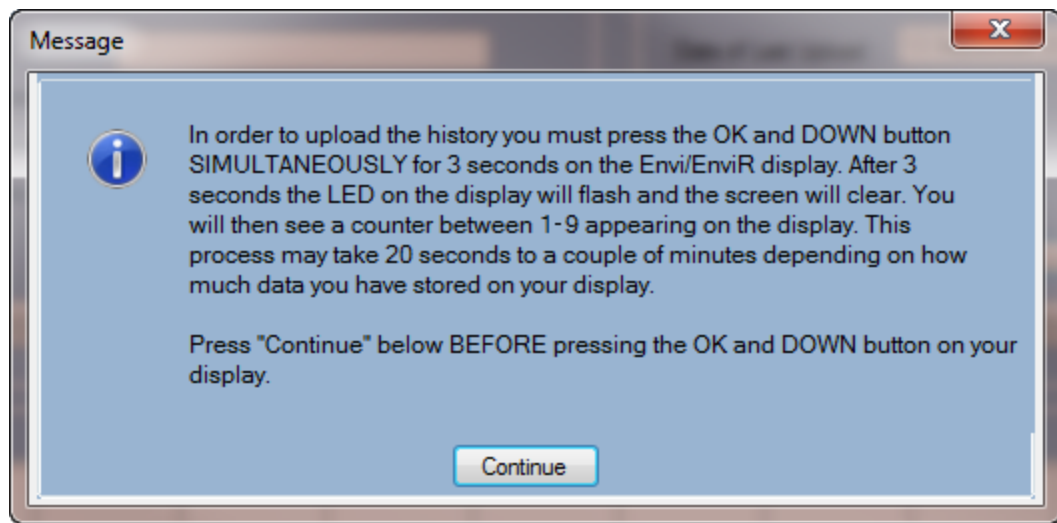 Message
In order to upload the history you must press the OK and DOWN button
SIMULTANEOUSLY for 3 seconds on the Envi/EnviR display. After 3
seconds the LED on the display will flash and the screen will clear. You
will then see a counter between 1-9 appearing on the display. This
process may take 20 seconds to a couple of minutes depending on how
much data you have stored on your display.
Press "Continue" below BEFORE pressing the OK and DOWN button on your
display.
Continue